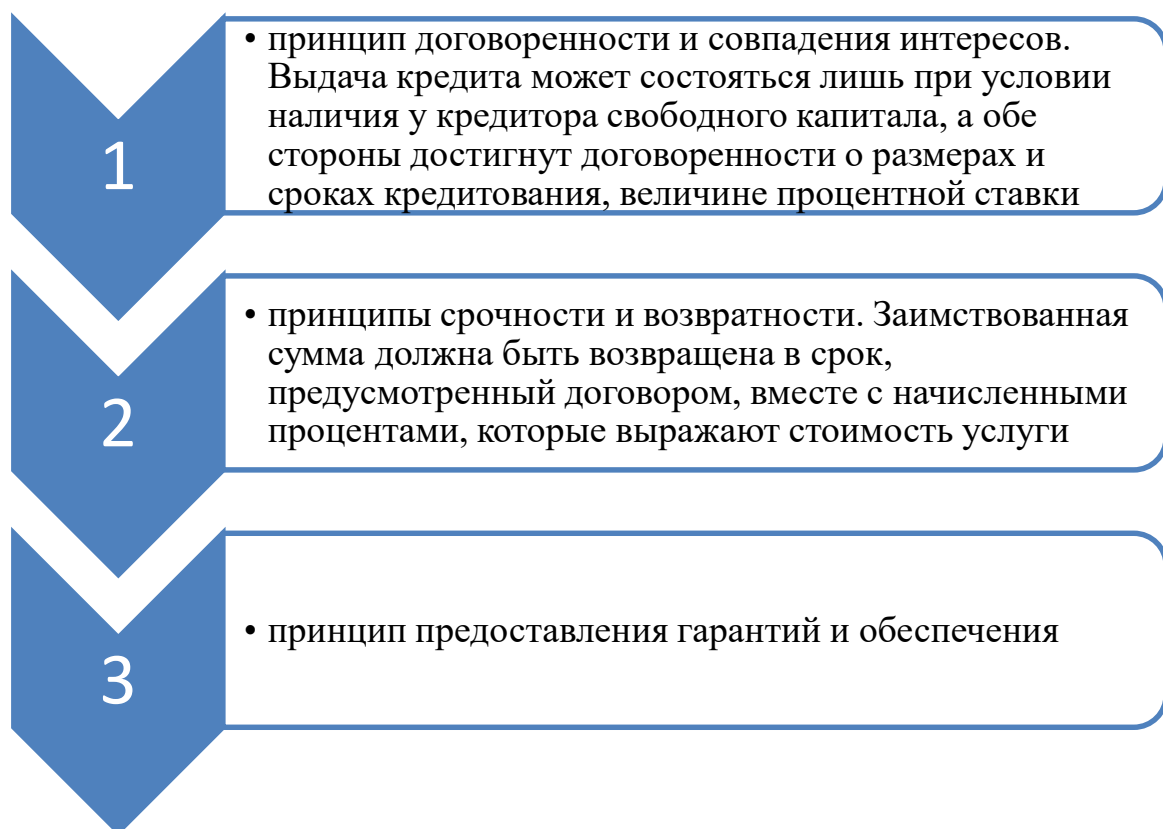 1
• принцип договоренности и совпадения интересов.
Выдача кредита может состояться лишь при условии
наличия у кредитора свободного капитала, а обе
стороны достигнут договоренности о размерах и
сроках кредитования, величине процентной ставки
2
• принципы срочности и возвратности. Заимствованная
сумма должна быть возвращена в срок,
предусмотренный договором, вместе с начисленными
процентами, которые выражают стоимость услуги
3
• принцип предоставления гарантий и обеспечения